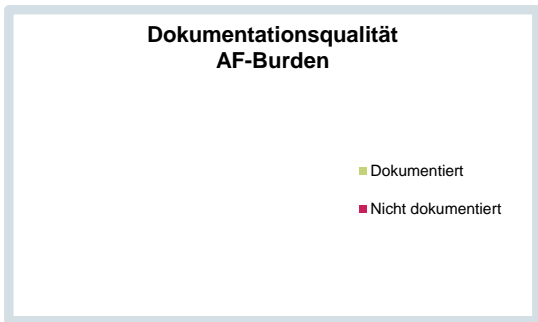 Dokumentationsqualität
AF-Burden
Dokumentiert
Nicht dokumentiert